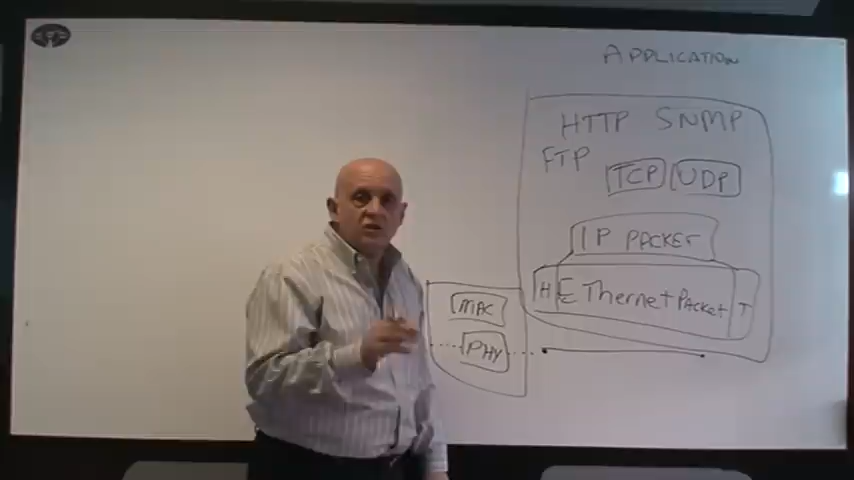 APPLICATION
HTTP SNMP
FTP
TCP UDP
IP PACKET
H EThernet PACket T
MAC
PHY